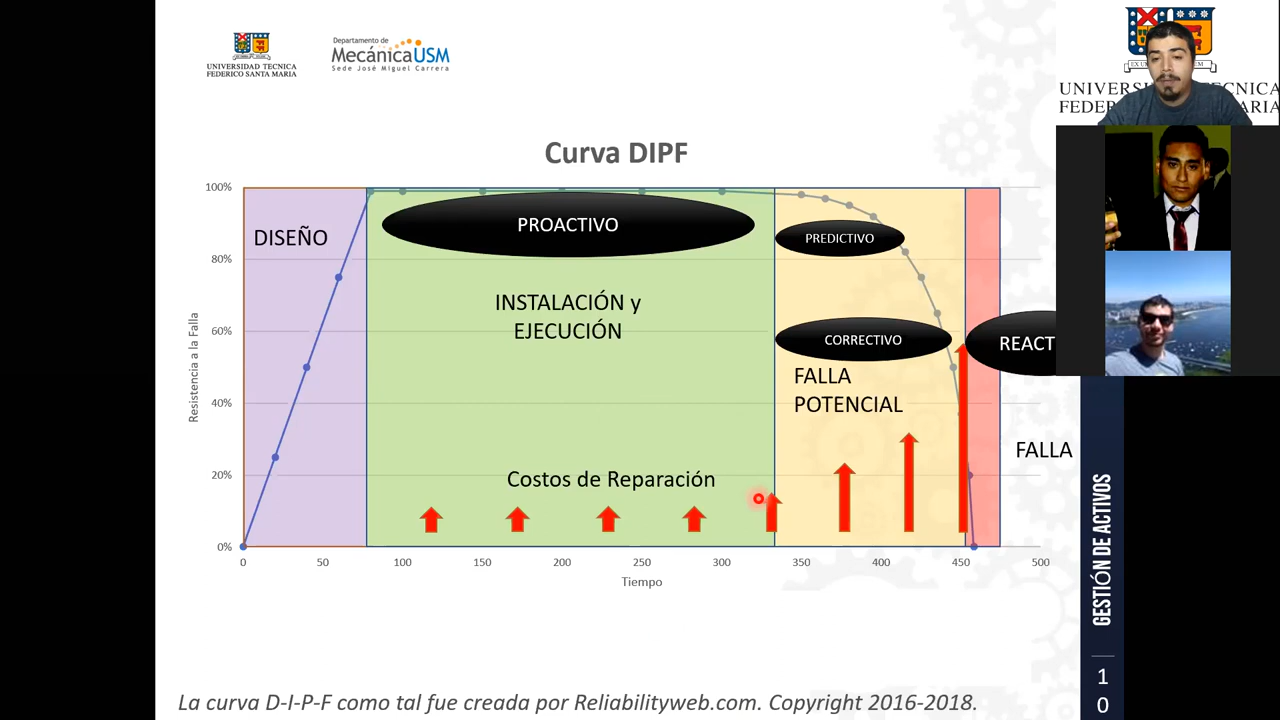 UNIVERSIDAD TECNICA
FEDERICO SANTA MARIA
Departamento de
MecánicaUSM
Sede José Miguel Carrera
Curva DIPF
100%
80%
60%
40%
20%
0%
Resistencia a la Falla
DISEÑO
PROACTIVO
INSTALACIÓN y
EJECUCIÓN
Costos de Reparación
PREDICTIVO
CORRECTIVO
FALLA
POTENCIAL
REACT
FALLA
0 50 100 150 200 250 300 350 400 450 500
Tiempo
La curva D-I-P-F como tal fue creada por Reliabilityweb.com. Copyright 2016-2018.
GESTIÓN DE ACTIVOS
1
0